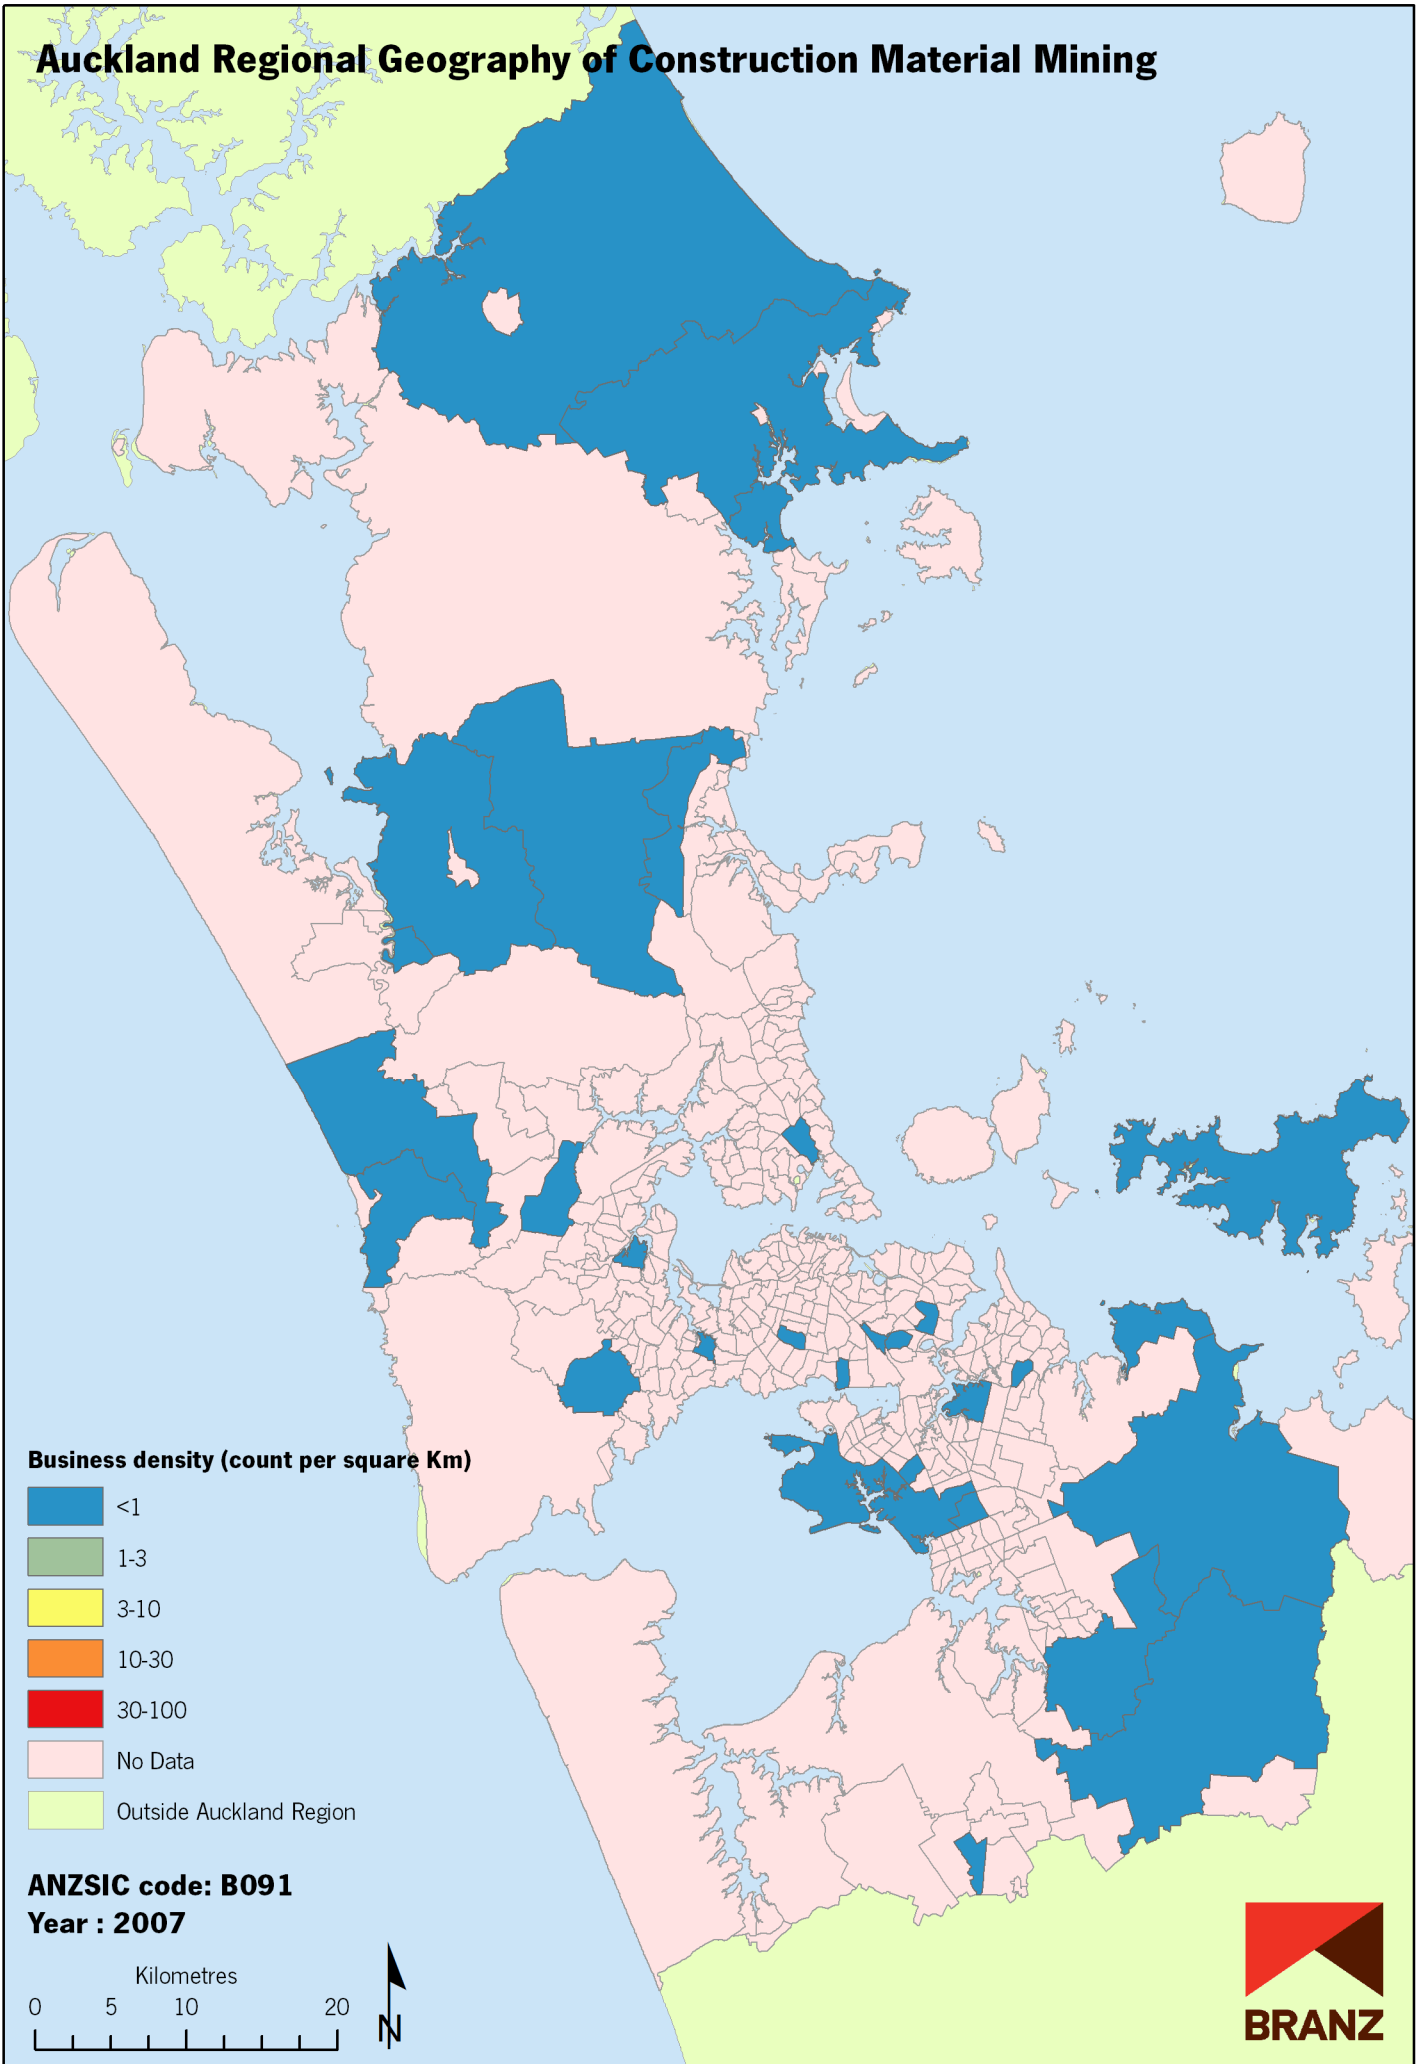 Auckland Regional Geography of Construction Material Mining
Business density (count per square Km)
<1
1-3
3-10
10-30
30-100
No Data
Outside Auckland Region
ANZSIC code: B091
Year : 2007
Kilometres
0 5 10 20
N
BRANZ